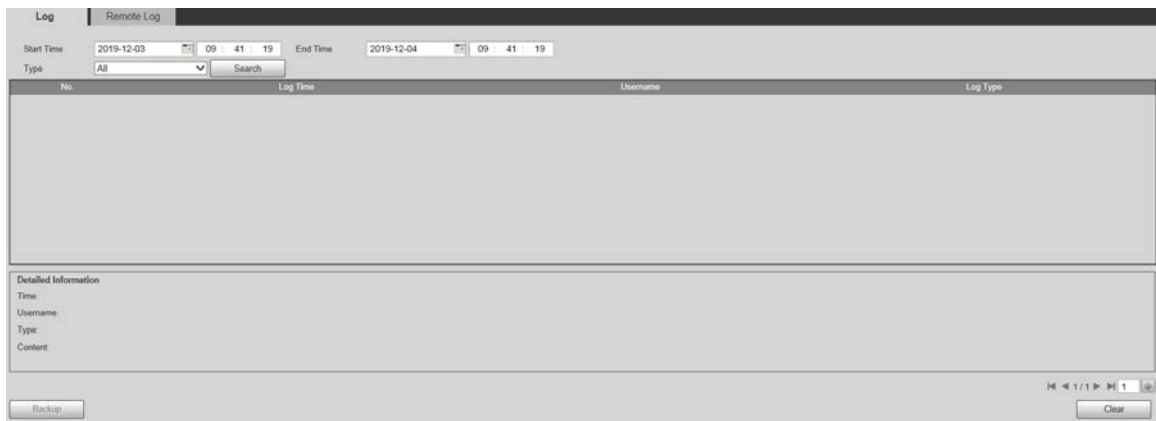 Log Remote Log
Start Time 2019-12-03 09 : 41 : 19 End Time 2019-12-04 09 : 41 : 19
Type All Search
No. Log Time Username Log Type
Detailed Information
Time:
Username:
Type:
Content:
1 / 1 1
Backup Clear